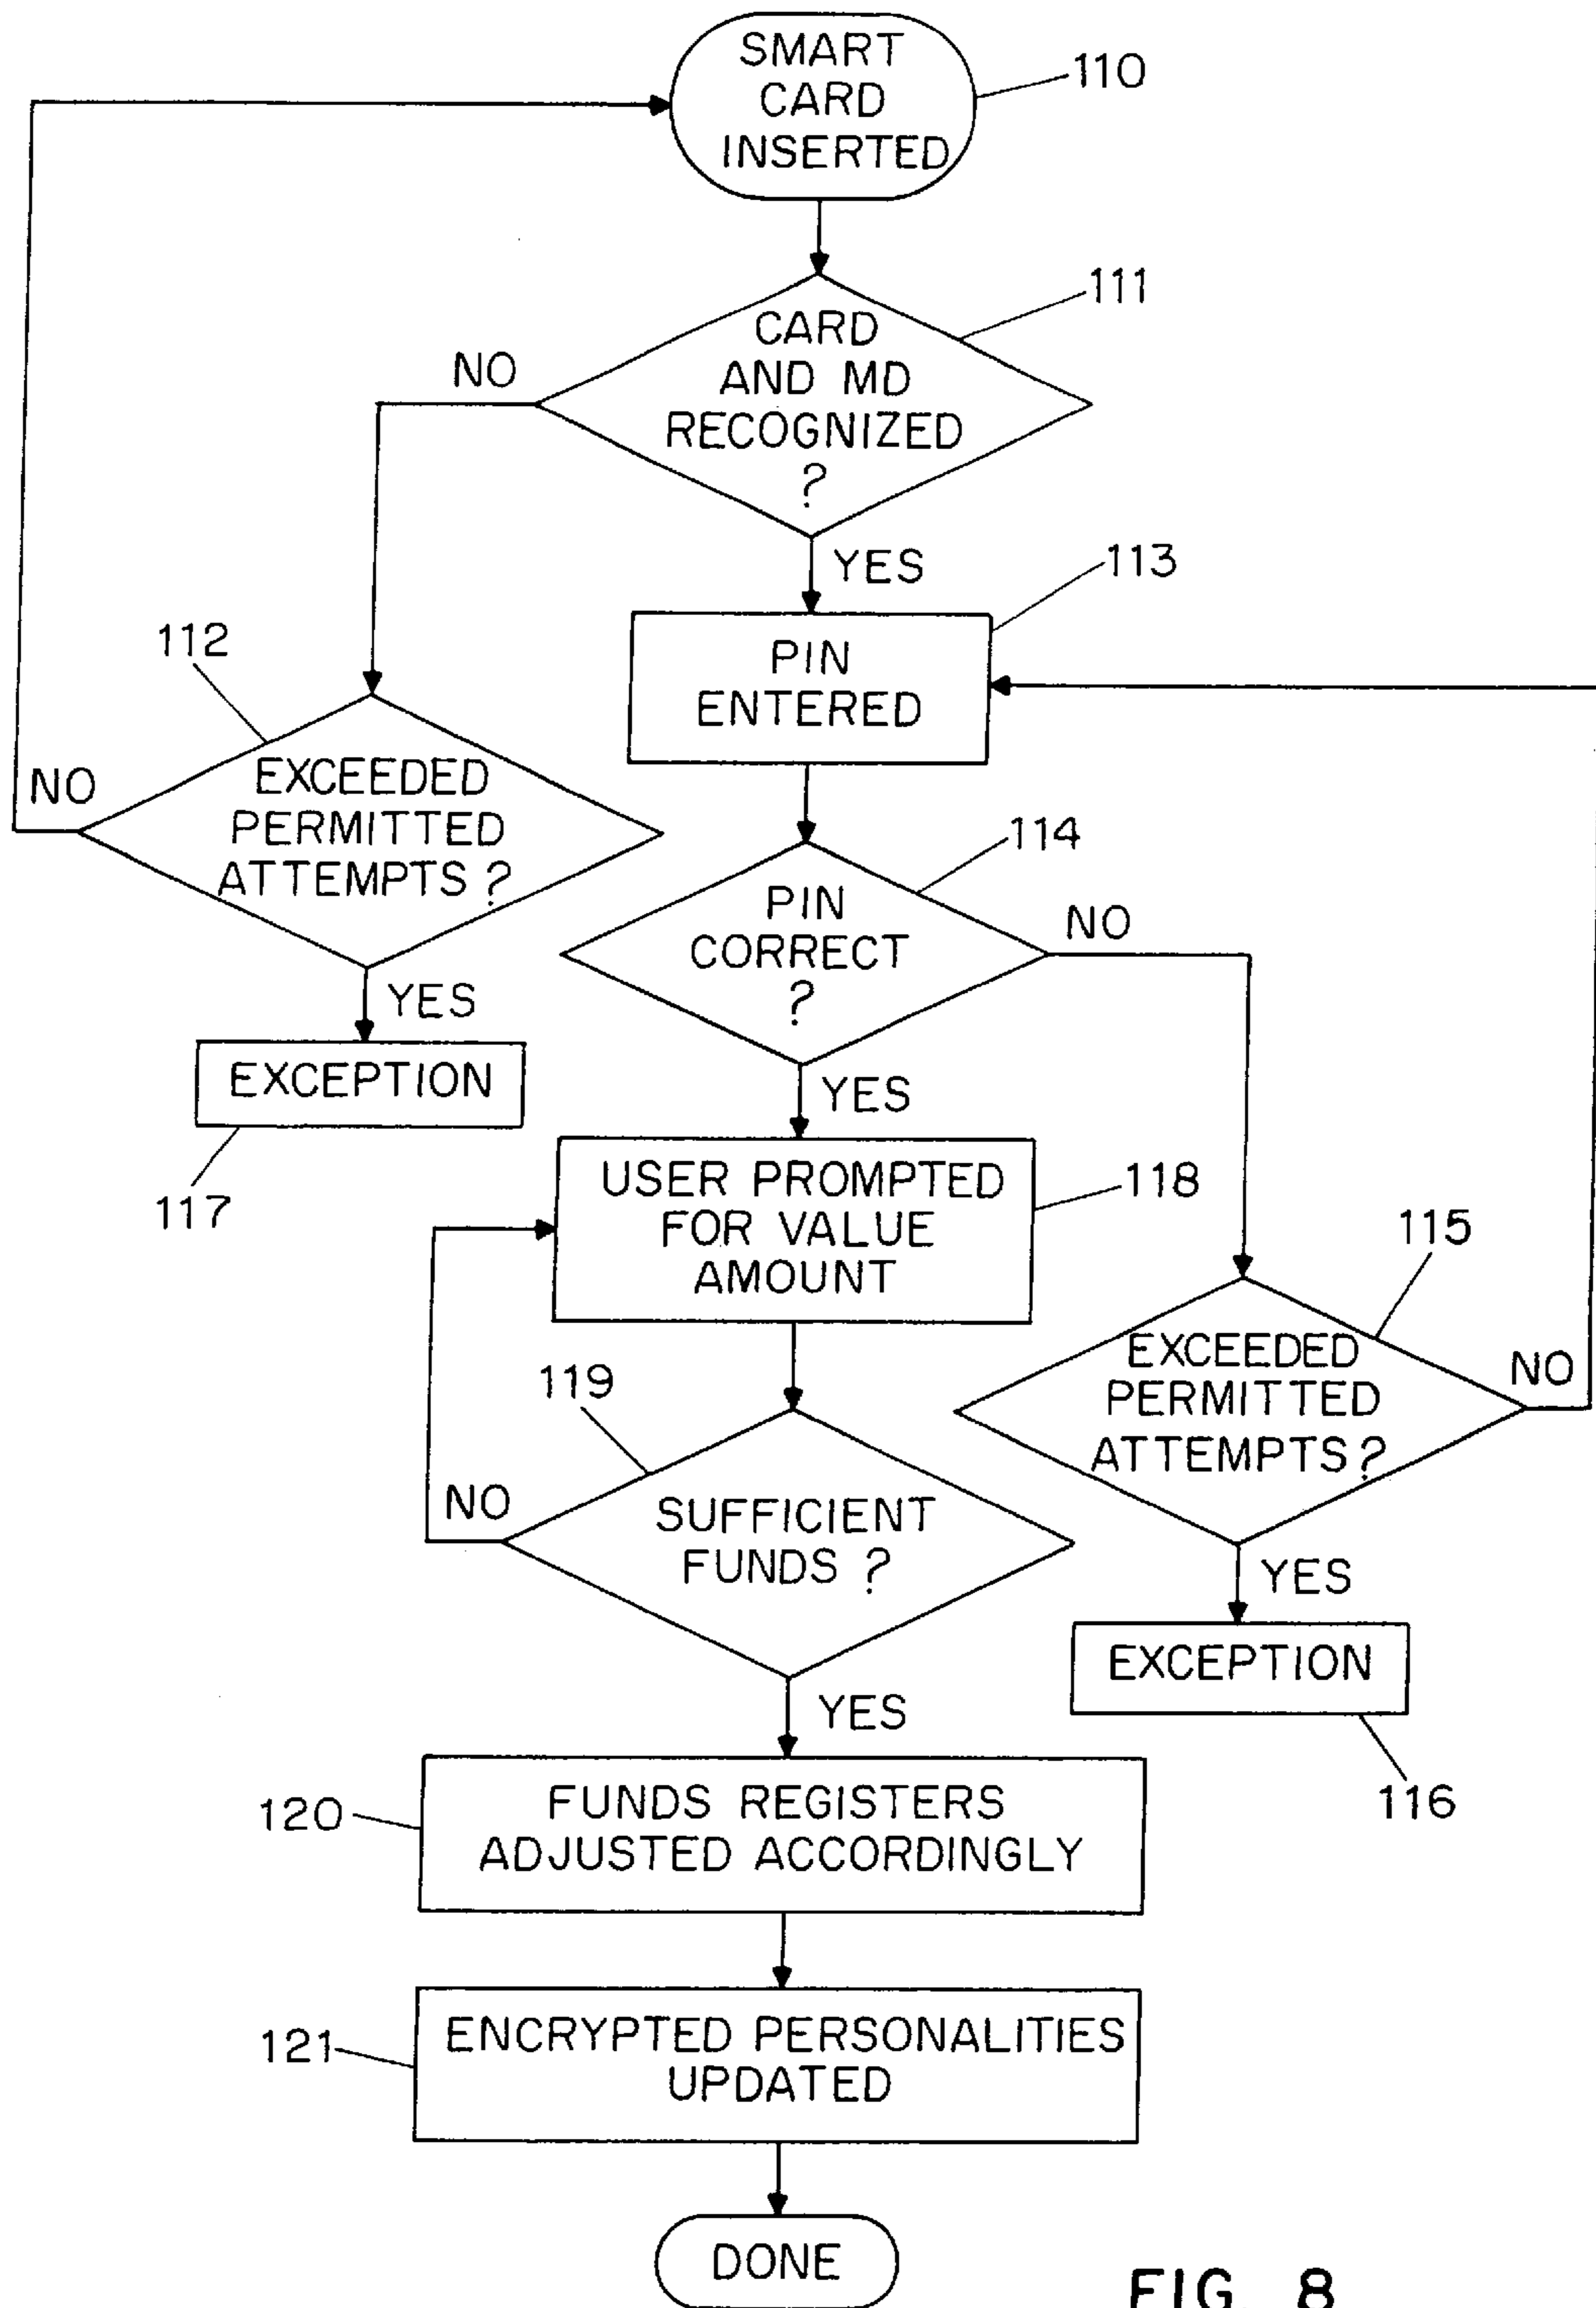 SMART
CARD
INSERTED
110
111
CARD
AND MD
RECOGNIZED
?
NO
YES
113
112
PIN
ENTERED
EXCEEDED
PERMITTED
ATTEMPTS ?
NO
114
PIN
CORRECT
?
NO
YES
EXCEPTION
117
YES
USER PROMPTED
FOR VALUE
AMOUNT
118
115
119
EXCEEDED
PERMITTED
ATTEMPTS ?
NO
NO
SUFFICIENT
FUNDS ?
YES
EXCEPTION
116
YES
120
FUNDS REGISTERS
ADJUSTED ACCORDINGLY
121
ENCRYPTED PERSONALITIES
UPDATED
DONE
FIG. 8